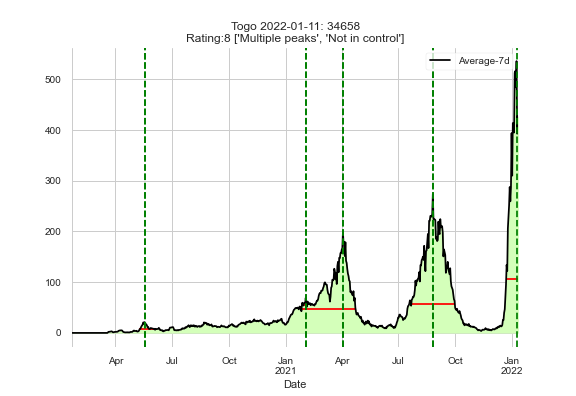 Togo 2022-01-11: 34658
Rating:8 ['Multiple peaks', 'Not in control']
Average-7d
500
400
300
200
100
0
Apr Jul Oct Jan Apr Jul Oct Jan
2021 2022
Date